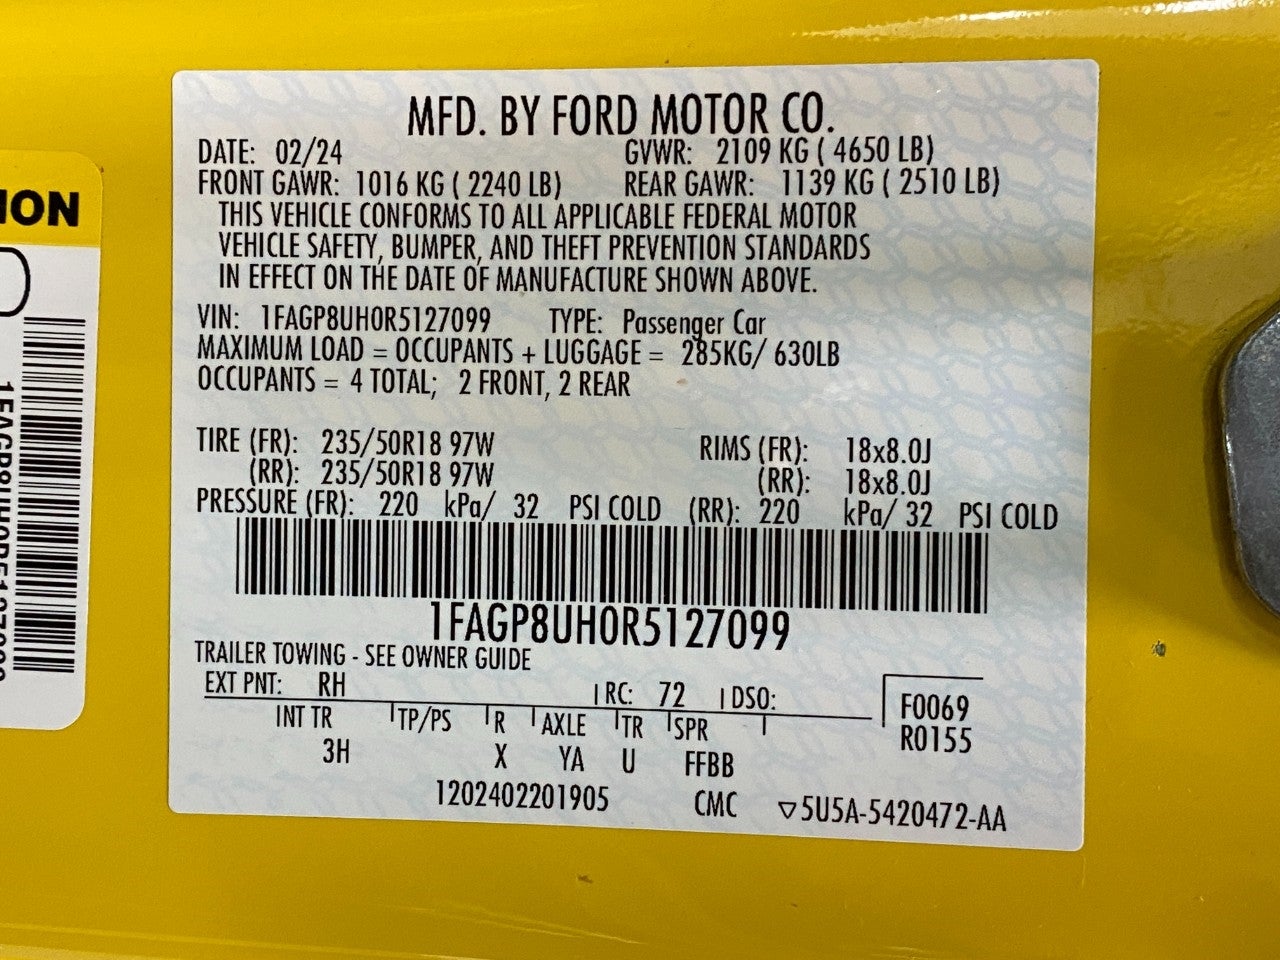 MFD. BY FORD MOTOR CO.
DATE: 02/24 GVWR: 2109 KG ( 4650 LB)
FRONT GAWR: 1016 KG ( 2240 LB) REAR GAWR: 1139 KG ( 2510 LB)
THIS VEHICLE CONFORMS TO ALL APPLICABLE FEDERAL MOTOR
VEHICLE SAFETY, BUMPER, AND THEFT PREVENTION STANDARDS
IN EFFECT ON THE DATE OF MANUFACTURE SHOWN ABOVE.
VIN: 1FAGP8UH0R5127099 TYPE: Passenger Car
MAXIMUM LOAD = OCCUPANTS + LUGGAGE = 285KG/ 630LB
OCCUPANTS = 4 TOTAL; 2 FRONT, 2 REAR
TIRE (FR): 235/50R18 97W RIMS (FR): 18x8.0J
(RR): 235/50R18 97W (RR): 18x8.0J
PRESSURE (FR): 220 kPa/ 32 PSI COLD (RR): 220 kPa/ 32 PSI COLD
1FAGP8UH0R5127099
TRAILER TOWING - SEE OWNER GUIDE
EXT PNT: RH RC: 72 DSO:
F0069
INT TR TP/PS R AXLE TR SPR
R0155
3H X YA U FFBB
1202402201905 CMC ▽5U5A-5420472-AA
ION